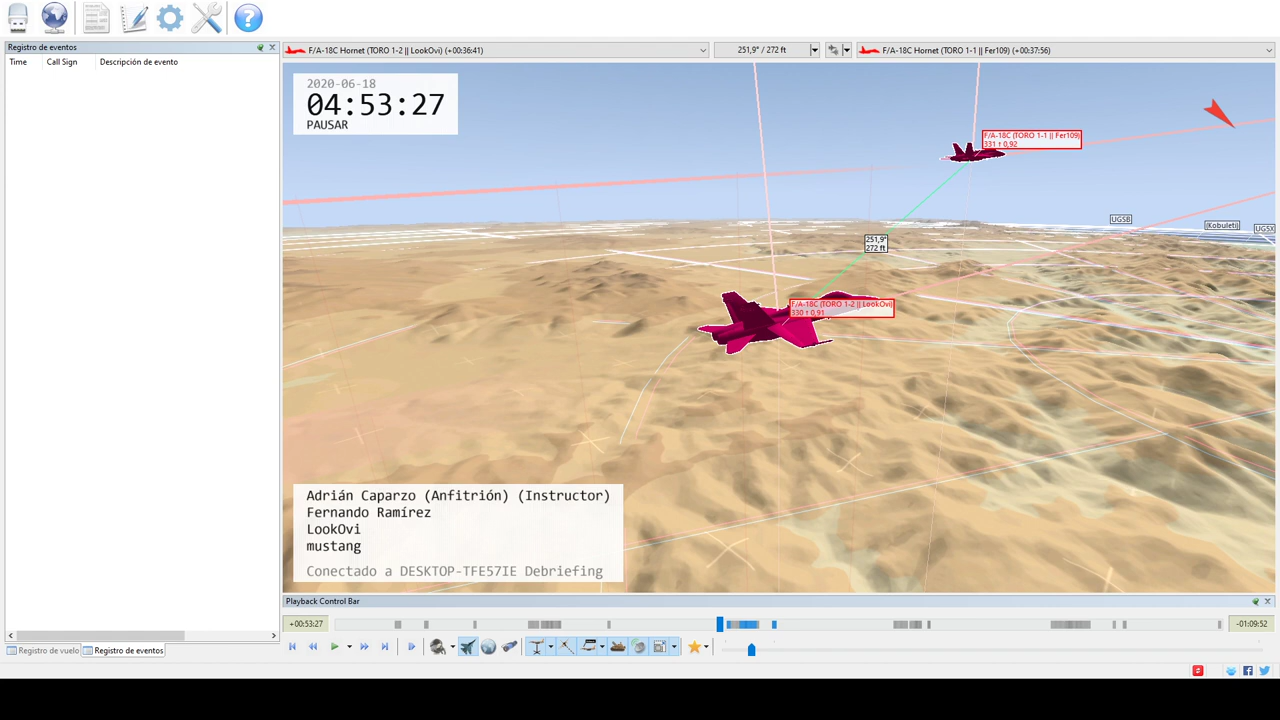 Registro de eventos
Time Call Sign Descripción de evento
F/A-18C Hornet (TORO 1-2 || LookOvi) (+00:36:41)
251,9° / 272 ft
F/A-18C Hornet (TORO 1-1 || Fer109) (+00:37:56)
2020-06-18
04:53:27
PAUSAR
F/A-18C (TORO 1-1 || Fer109)
331 ↑ 0,92
UGSB
[Kobuleti]
UGSX
251,9°
272 ft
F/A-18C (TORO 1-2 || LookOvi)
330 ↑ 0,91
Adrián Caparzo (Anfitrión) (Instructor)
Fernando Ramírez
LookOvi
mustang
Conectado a DESKTOP-TFE57IE Debriefing
Playback Control Bar
+00:53:27
-01:09:52
Registro de vuelo
Registro de eventos